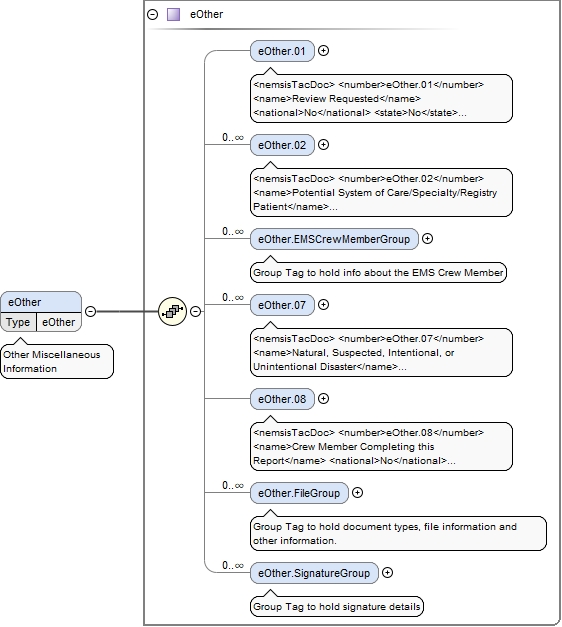 eOther
eOther.01
<nemsisTacDoc> <number>eOther.01</number>
<name>Review Requested</name>
<national>No</national> <state>No</state>...
0..∞
eOther.02
<nemsisTacDoc> <number>eOther.02</number>
<name>Potential System of Care/Specialty/Registry
Patient</name>...
0..∞
eOther.EMSCrewMemberGroup
Group Tag to hold info about the EMS Crew Member
eOther
Type eOther
Other Miscellaneous
Information
0..∞
eOther.07
<nemsisTacDoc> <number>eOther.07</number>
<name>Natural, Suspected, Intentional, or
Unintentional Disaster</name>...
eOther.08
<nemsisTacDoc> <number>eOther.08</number>
<name>Crew Member Completing this
Report</name> <national>No</national>...
0..∞
eOther.FileGroup
Group Tag to hold document types, file information and
other information.
0..∞
eOther.SignatureGroup
Group Tag to hold signature details